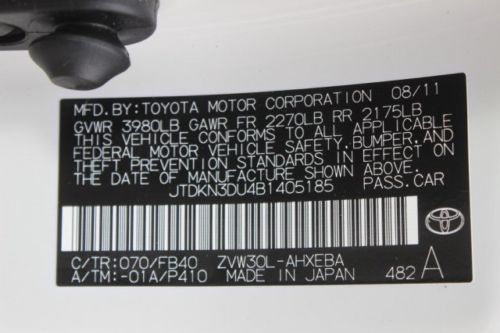 MFD. BY: TOYOTA MOTOR CORPORATION 08/11
GVWR 3980LB GAWR FR 2270LB RR 2175LB
THIS VEHICLE CONFORMS TO ALL APPLICABLE
FEDERAL MOTOR VEHICLE SAFETY, BUMPER, AND
THEFT PREVENTION STANDARDS IN EFFECT ON
THE DATE OF MANUFACTURE SHOWN ABOVE.
JTDKN3DU4B1405185 PASS. CAR
TOYOTA
C/TR:070/FB40 ZVW30L-AHXEBA
A/TM:-01A/P410 MADE IN JAPAN 482 A